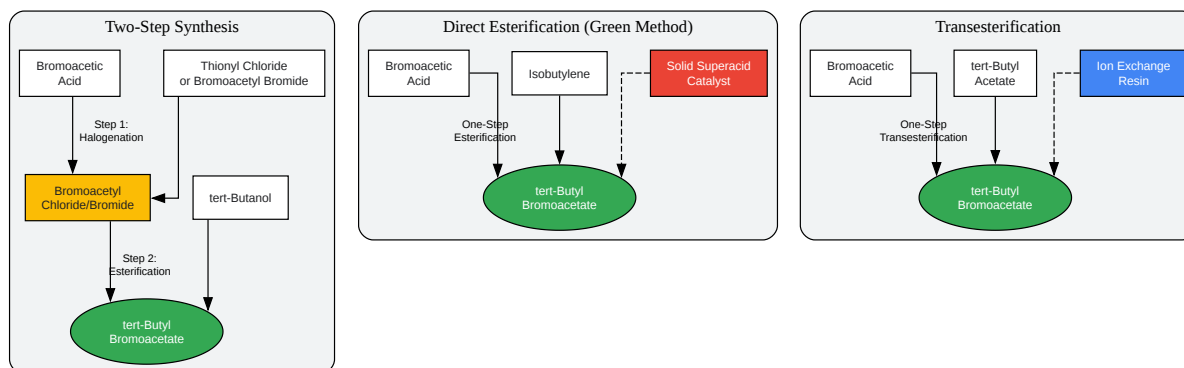 Two-Step Synthesis
Bromoacetic
Acid
Thionyl Chloride
or Bromoacetyl Bromide
Step 1:
Halogenation
Bromoacetyl
Chloride/Bromide
tert-Butanol
Step 2:
Esterification
tert-Butyl
Bromoacetate
Direct Esterification (Green Method)
Bromoacetic
Acid
Isobutylene
Solid Superacid
Catalyst
One-Step
Esterification
tert-Butyl
Bromoacetate
Transesterification
Bromoacetic
Acid
tert-Butyl
Acetate
Ion Exchange
Resin
One-Step
Transesterification
tert-Butyl
Bromoacetate